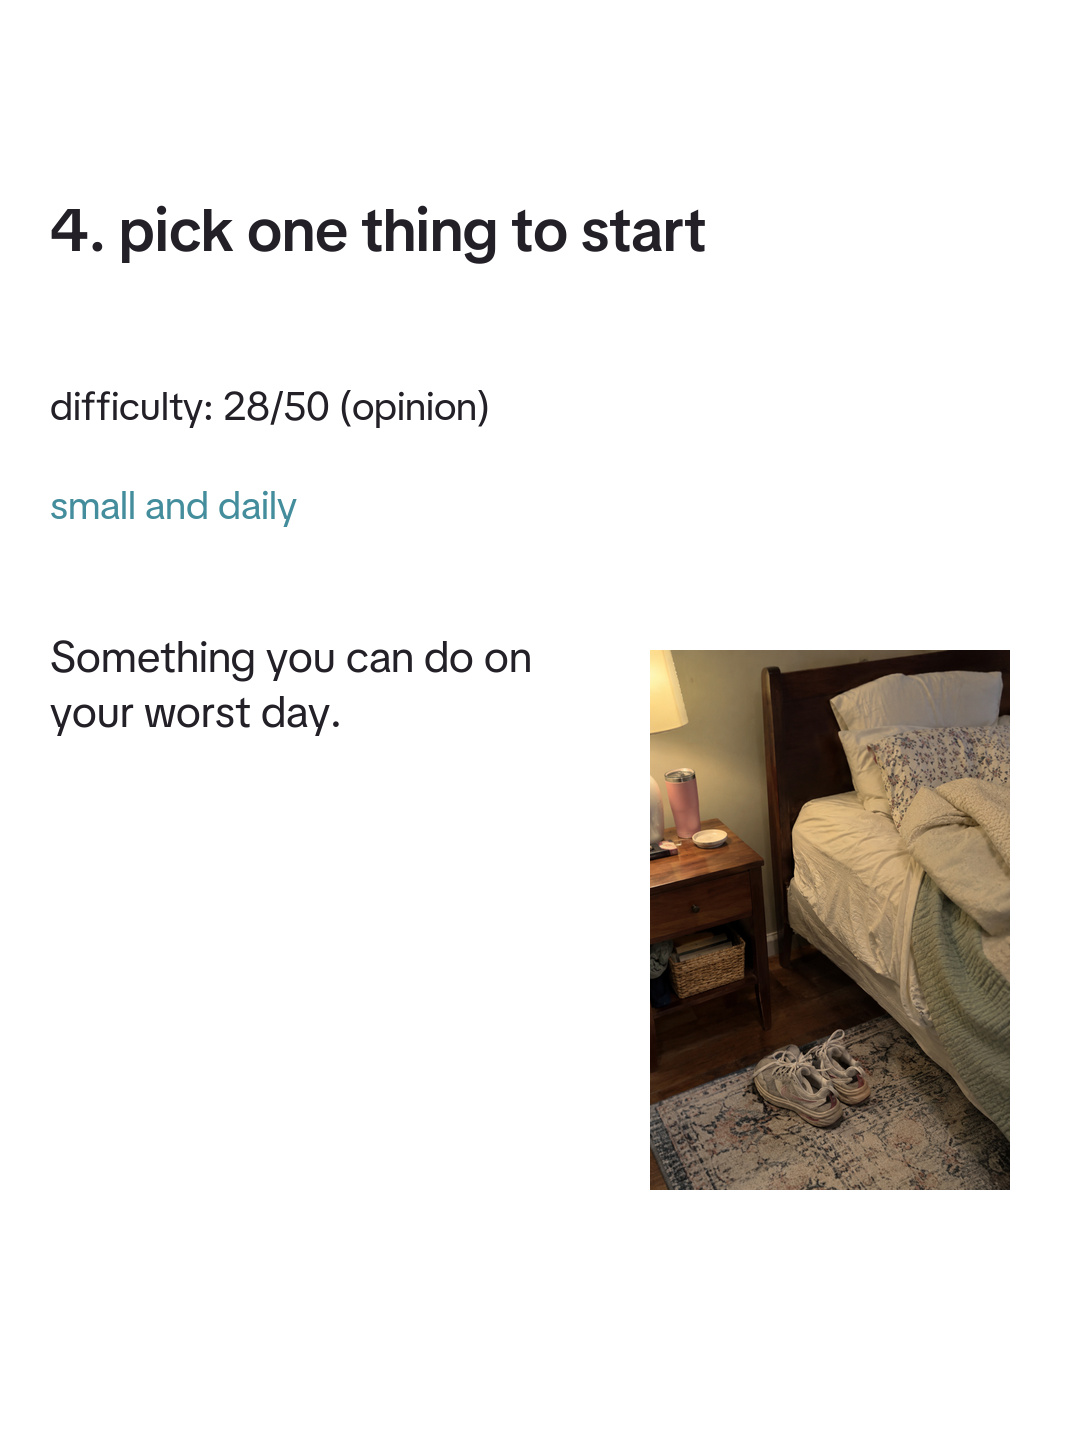 4. pick one thing to start
difficulty: 28/50 (opinion)
small and daily
Something you can do on
your worst day.